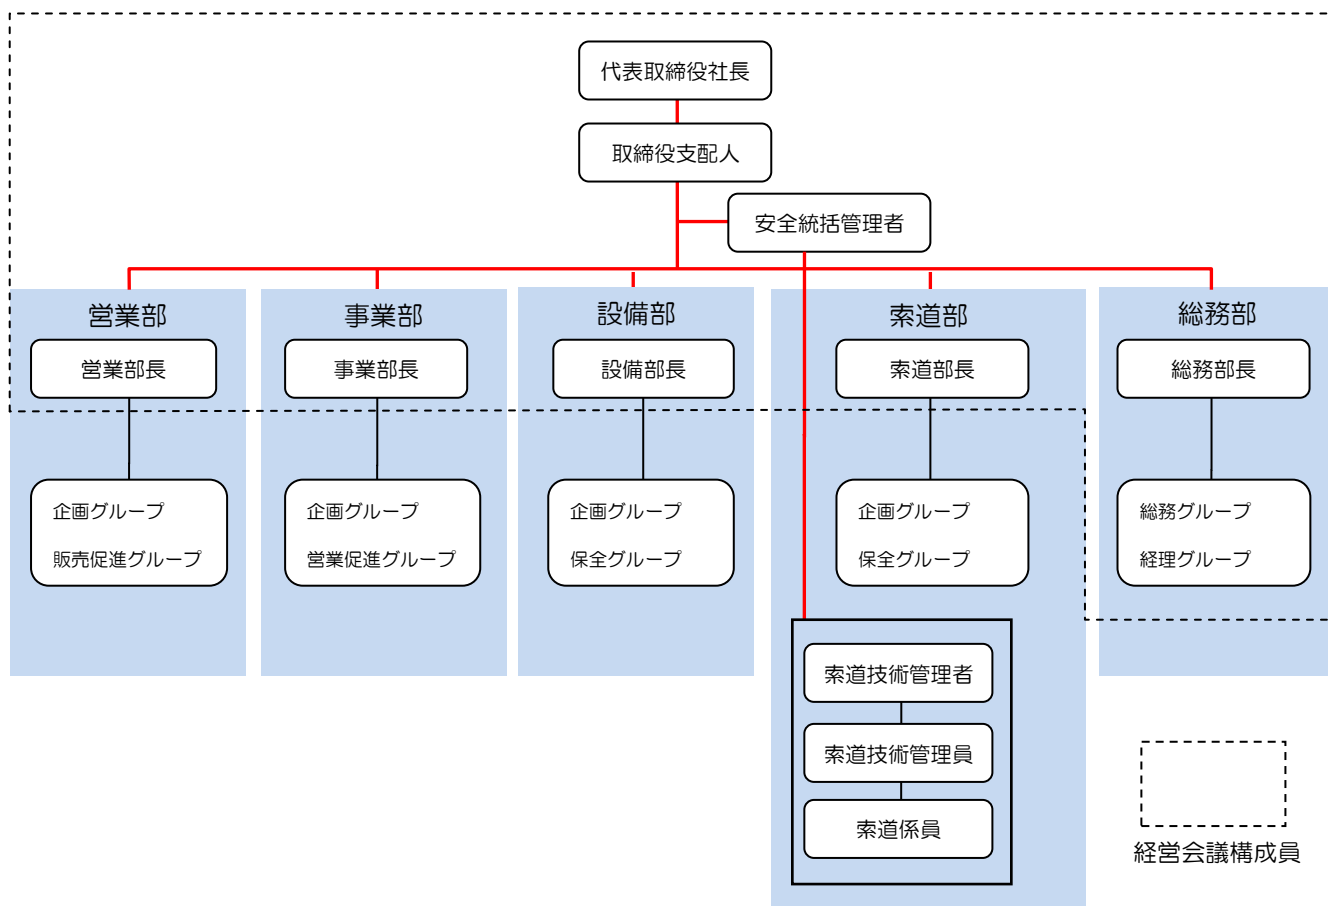 代表取締役社長
取締役支配人
安全統括管理者
営業部
事業部
設備部
索道部
総務部
営業部長
事業部長
設備部長
索道部長
総務部長
企画グループ
販売促進グループ
企画グループ
営業促進グループ
企画グループ
保全グループ
企画グループ
保全グループ
総務グループ
経理グループ
索道技術管理者
索道技術管理員
索道係員
経営会議構成員